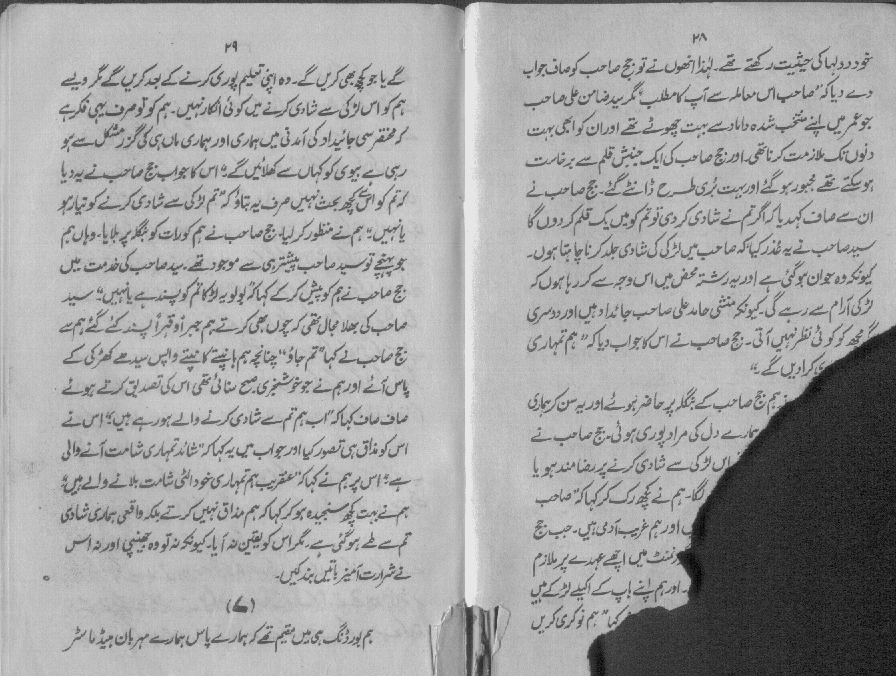 ۲۸
خود دولہا کی حیثیت رکھتے تھے۔ لہٰذا انھوں نے تو جج صاحب کو صاف جواب
دے دیا کہ "صاحب اس معاملہ سے آپ کا مطلب" مگر سید ضامن علی صاحب
جو عمر میں اپنے منتخب شدہ داماد سے بہت چھوٹے تھے اور ان کو ابھی بہت
دنوں تک ملازمت کرنا تھی۔ اور جج صاحب کی ایک جنبش قلم سے برخاست
ہو سکتے تھے مجبور ہو گئے اور بہت بُری طرح ڈانٹے گئے۔ جج صاحب نے
ان سے صاف کہدیا کہ اگر تم نے شادی کر دی تو تم کو میں یک قلم کر دوں گا
سید صاحب نے یہ عُذر کیا کہ صاحب میں لڑکی کی شادی جلد کرنا چاہتا ہوں۔
کیونکہ وہ جوان ہو گئی ہے اور یہ رشتہ محض میں اس وجہ سے کر رہا ہوں کہ
لڑکی آرام سے رہے گی۔ کیونکہ منشی حامد علی صاحب جائداد ہیں اور دوسری
مجھ کو کوئی نظر نہیں آتی۔ جج صاحب نے اس کا جواب دیا کہ "ہم تمہاری
کرا دیں گے۔"
ہم جج صاحب کے بنگلہ پر حاضر ہوئے اور یہ سن کر ہماری
ہمارے دل کی مراد پوری ہوئی۔ جج صاحب نے
اس لڑکی سے شادی کرنے پر رضامند ہو یا
لگا۔ ہم نے کچھ رک کر کہا کہ "صاحب
اور ہم غریب آدمی ہیں۔ جب جج
میں اچھے عہدے پر ملازم
اور ہم اپنے باپ کے اکیلے لڑکے ہیں
کہا "ہم نوکری کریں
۲۹
گے یا جو کچھ بھی کریں گے۔ وہ اپنی تعلیم پوری کرنے کے بعد کریں گے مگر ویسے
ہم کو اس لڑکی سے شادی کرنے میں کوئی انکار نہیں۔ ہم کو تو صرف یہی فکر ہے
کہ مختصر سی جائیداد کی آمدنی میں ہماری اور ہماری ماں ہی کی گزر مشکل سے ہو
رہی ہے بیوی کو کہاں سے کھلائیں گے" اس کا جواب جج صاحب نے یہ دیا
کہ تم کو اس سے کچھ بحث نہیں صرف یہ بتاؤ کہ "تم لڑکی سے شادی کرنے کو تیار ہو
یا نہیں" ہم نے منظور کر لیا۔ جج صاحب نے ہم کو رات کو بنگلہ پر بلایا۔ وہاں ہم
جو پہنچے تو سید صاحب پیشتر ہی سے موجود تھے۔ سید صاحب کی خدمت میں
جج صاحب نے ہم کو پیش کر کے کہا کہ "بولو یہ لڑکا تم کو پسند ہے یا نہیں" سید
صاحب کی بھلا مجال تھی کہ چوں بھی کرتے ہم جبراً و قہراً پسند کئے گئے ہم سے
جج صاحب نے کہا "تم جاؤ" چنانچہ ہم ہانپتے کانپتے واپس سیدھے کھڑکی کے
پاس آئے اور ہم نے جو خوشخبری صبح سنائی تھی اس کی تصدیق کرتے ہوئے
صاف صاف کہا کہ "اب ہم تم سے شادی کرنے والے ہو رہے ہیں" اس نے
اس کو مذاق ہی تصور کیا اور جواب میں یہ کہا کہ "شائد تمہاری شامت آنے والی
ہے" اس پر ہم نے کہا کہ "عنقریب ہم تمہاری خود الٹی شامت بلانے والے ہیں"
ہم نے بہت کچھ سنجیدہ ہو کر کہا کہ ہم مذاق نہیں کرتے بلکہ واقعی ہماری شادی
تم سے طے ہو گئی ہے۔ مگر اس کو یقین نہ آیا۔ کیونکہ نہ تو وہ جھینپی اور نہ اس
نے شرارت آمیز باتیں بند کیں۔
(۷)
ہم بورڈنگ ہی میں مقیم تھے کہ ہمارے پاس ہمارے مہربان ہیڈ ماسٹر